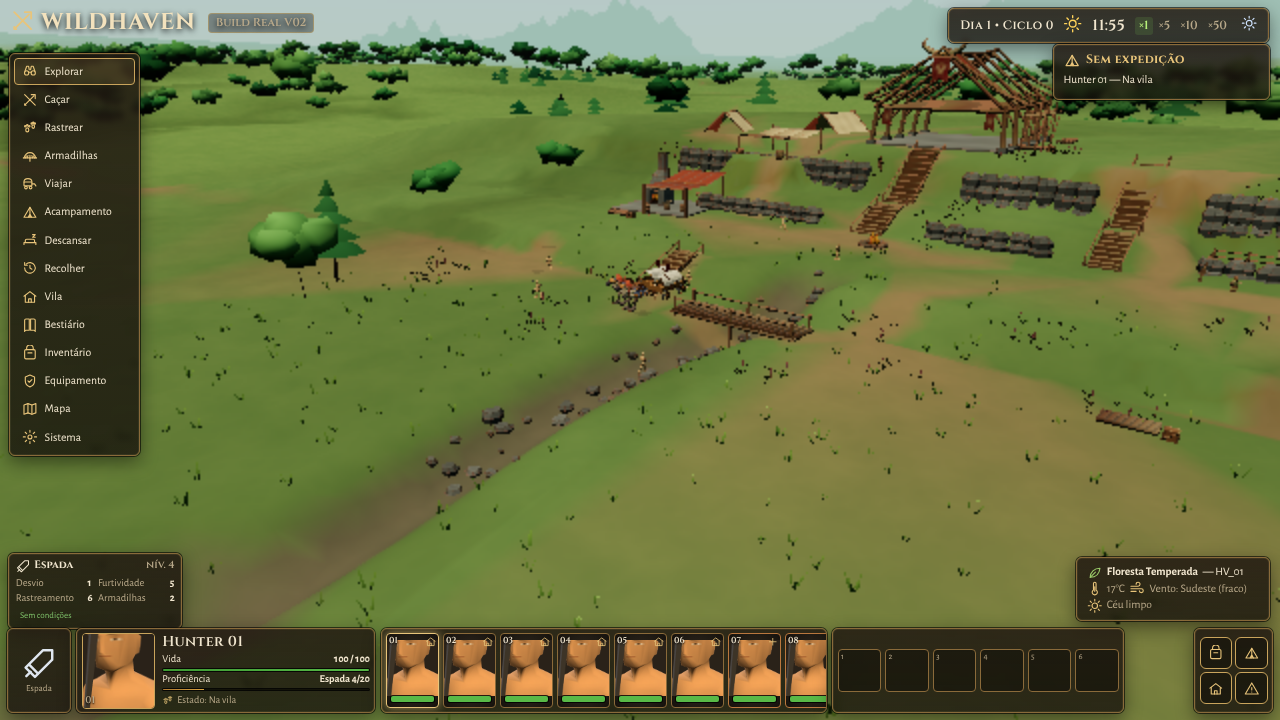 WILDHAVEN
BUILD REAL V02
DIA 1 • CICLO 0
11:55
×1 ×5 ×10 ×50
SEM EXPEDIÇÃO
Hunter 01 — Na vila
Explorar
Caçar
Rastrear
Armadilhas
Viajar
Acampamento
Descansar
Recolher
Vila
Bestiário
Inventário
Equipamento
Mapa
Sistema
ESPADA NÍV. 4
Desvio 1 Furtividade 5
Rastreamento 6 Armadilhas 2
Sem condições
Floresta Temperada — HV_01
17°C Vento: Sudeste (fraco)
Céu limpo
Espada
01
HUNTER 01
Vida 100 / 100
Proficiência Espada 4/20
Estado: Na vila
01 02 03 04 05 06 07 08
1 2 3 4 5 6